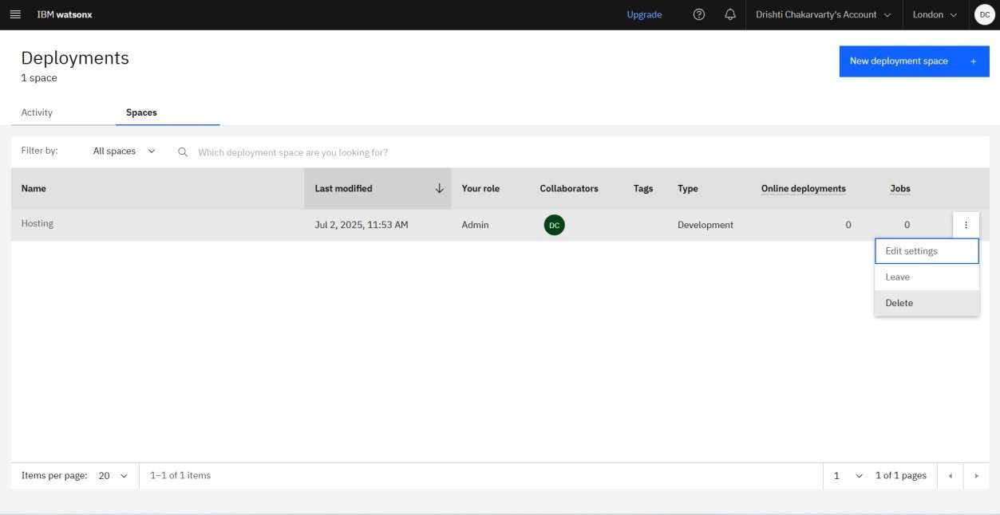 IBM watsonx
Upgrade
Drishti Chakarvarty's Account
London
DC
Deployments
1 space
New deployment space +
Activity
Spaces
Filter by:
All spaces
Which deployment space are you looking for?
Name
Last modified
Your role
Collaborators
Tags
Type
Online deployments
Jobs
Hosting
Jul 2, 2025, 11:53 AM
Admin
DC
Development
0
0
Edit settings
Leave
Delete
Items per page:
20
1–1 of 1 items
1
1 of 1 pages